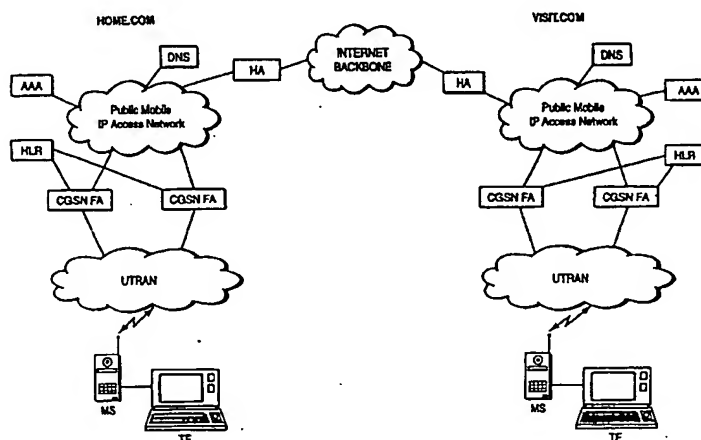 HOME.COM
VISIT.COM
DNS
HA
INTERNET
BACKBONE
DNS
AAA
HA
AAA
Public Mobile
IP Access Network
Public Mobile
IP Access Network
HLR
HLR
CGSN FA
CGSN FA
CGSN FA
CGSN FA
UTRAN
UTRAN
MS
TE
MS
TE